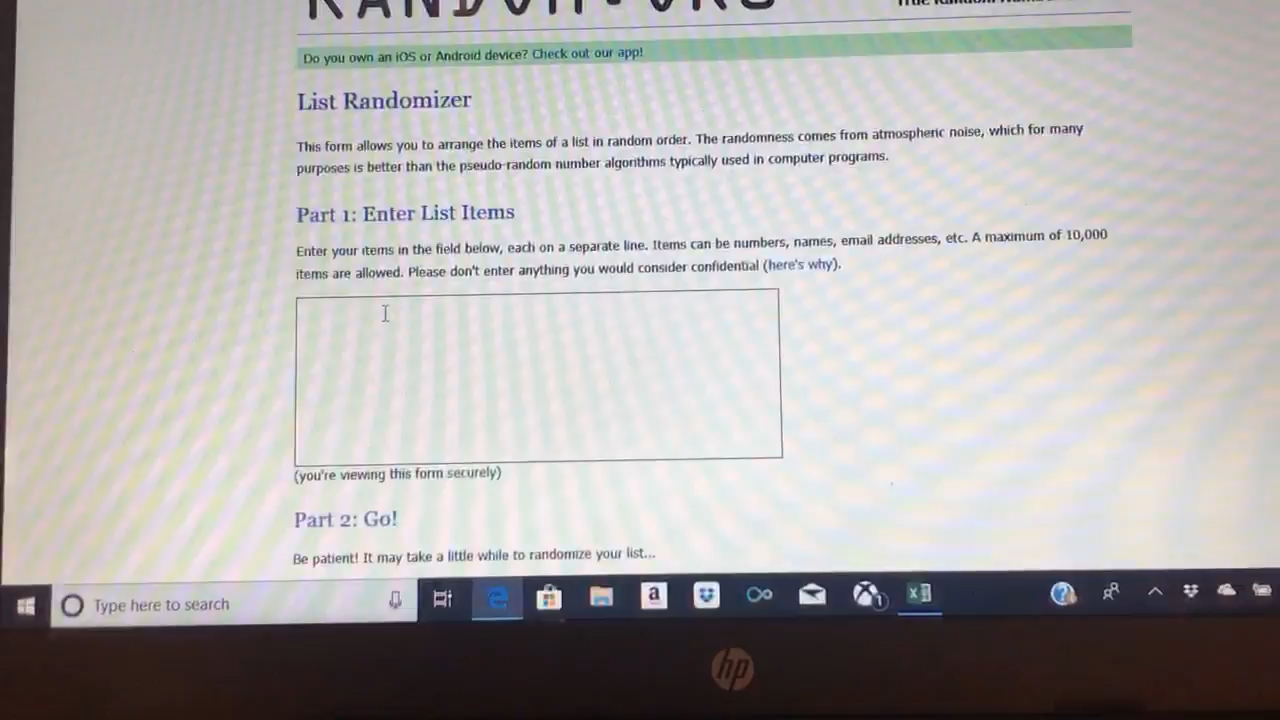 RANDOM.ORG
Do you own an iOS or Android device? Check out our app!
List Randomizer
This form allows you to arrange the items of a list in random order. The randomness comes from atmospheric noise, which for many
purposes is better than the pseudo-random number algorithms typically used in computer programs.
Part 1: Enter List Items
Enter your items in the field below, each on a separate line. Items can be numbers, names, email addresses, etc. A maximum of 10,000
items are allowed. Please don't enter anything you would consider confidential (here's why).
(you're viewing this form securely)
Part 2: Go!
Be patient! It may take a little while to randomize your list...
Type here to search
a
1
hp